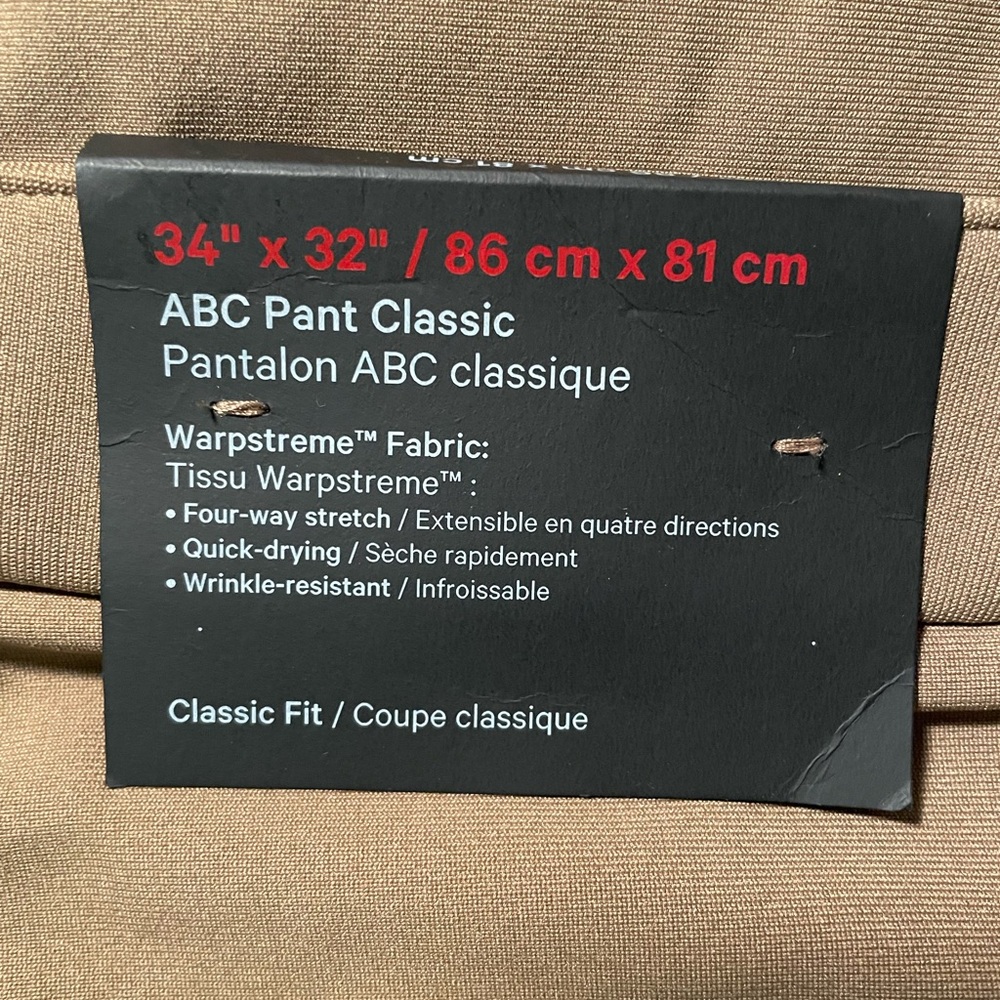 34" x 32" / 86 cm x 81 cm
ABC Pant Classic
Pantalon ABC classique
Warpstreme™ Fabric:
Tissu Warpstreme™ :
• Four-way stretch / Extensible en quatre directions
• Quick-drying / Sèche rapidement
• Wrinkle-resistant / Infroissable
Classic Fit / Coupe classique